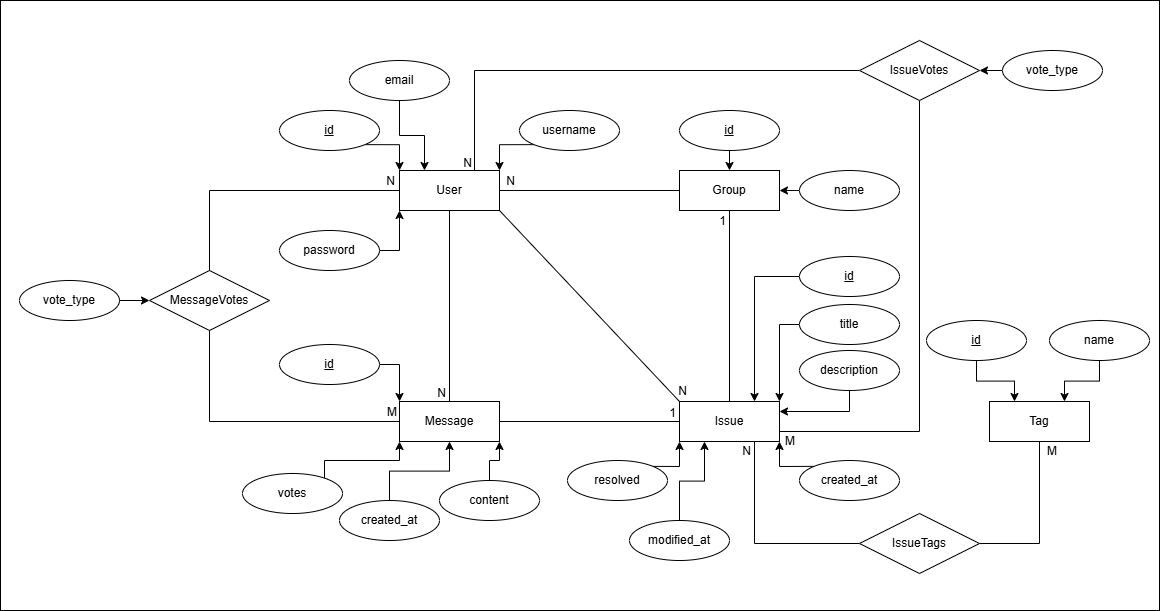 IssueVotes
vote_type
email
id
username
id
N
N
N
User
Group
name
1
password
id
vote_type
MessageVotes
title
id
name
id
description
N
N
M
Message
1
Issue
Tag
M
N
M
resolved
created_at
votes
content
created_at
modified_at
IssueTags